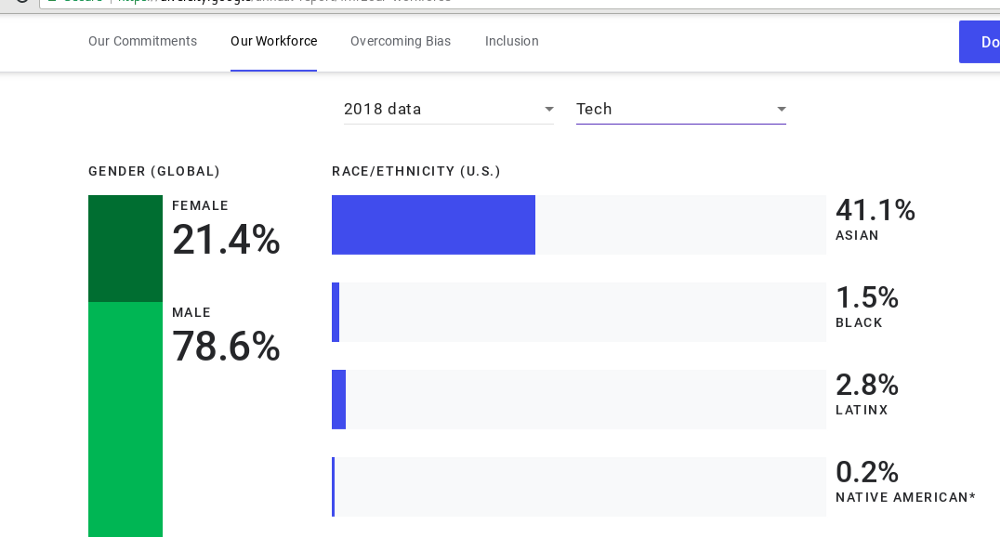 Our Commitments Our Workforce Overcoming Bias Inclusion Do
2018 data Tech
GENDER (GLOBAL) RACE/ETHNICITY (U.S.)
FEMALE
21.4%
MALE
78.6%
41.1%
ASIAN
1.5%
BLACK
2.8%
LATINX
0.2%
NATIVE AMERICAN*